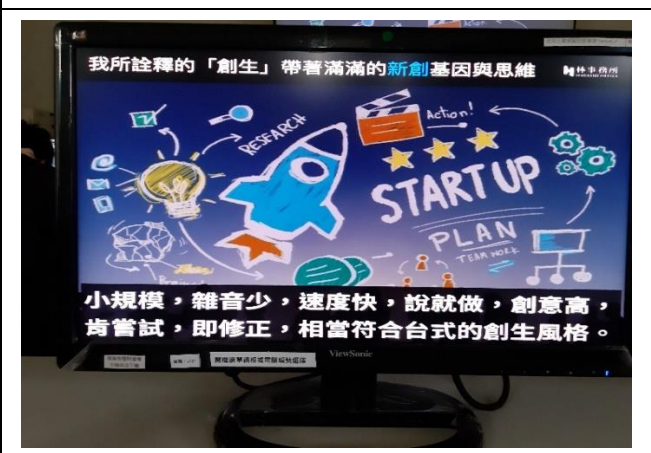 我所詮釋的「創生」帶著滿滿的新創基因與思維
林事務所
Action!
RESEARCH
START UP
PLAN
TEAM WORK
小規模，雜音少，速度快，說就做，創意高，
肯嘗試，即修正，相當符合台式的創生風格。
ViewSonic